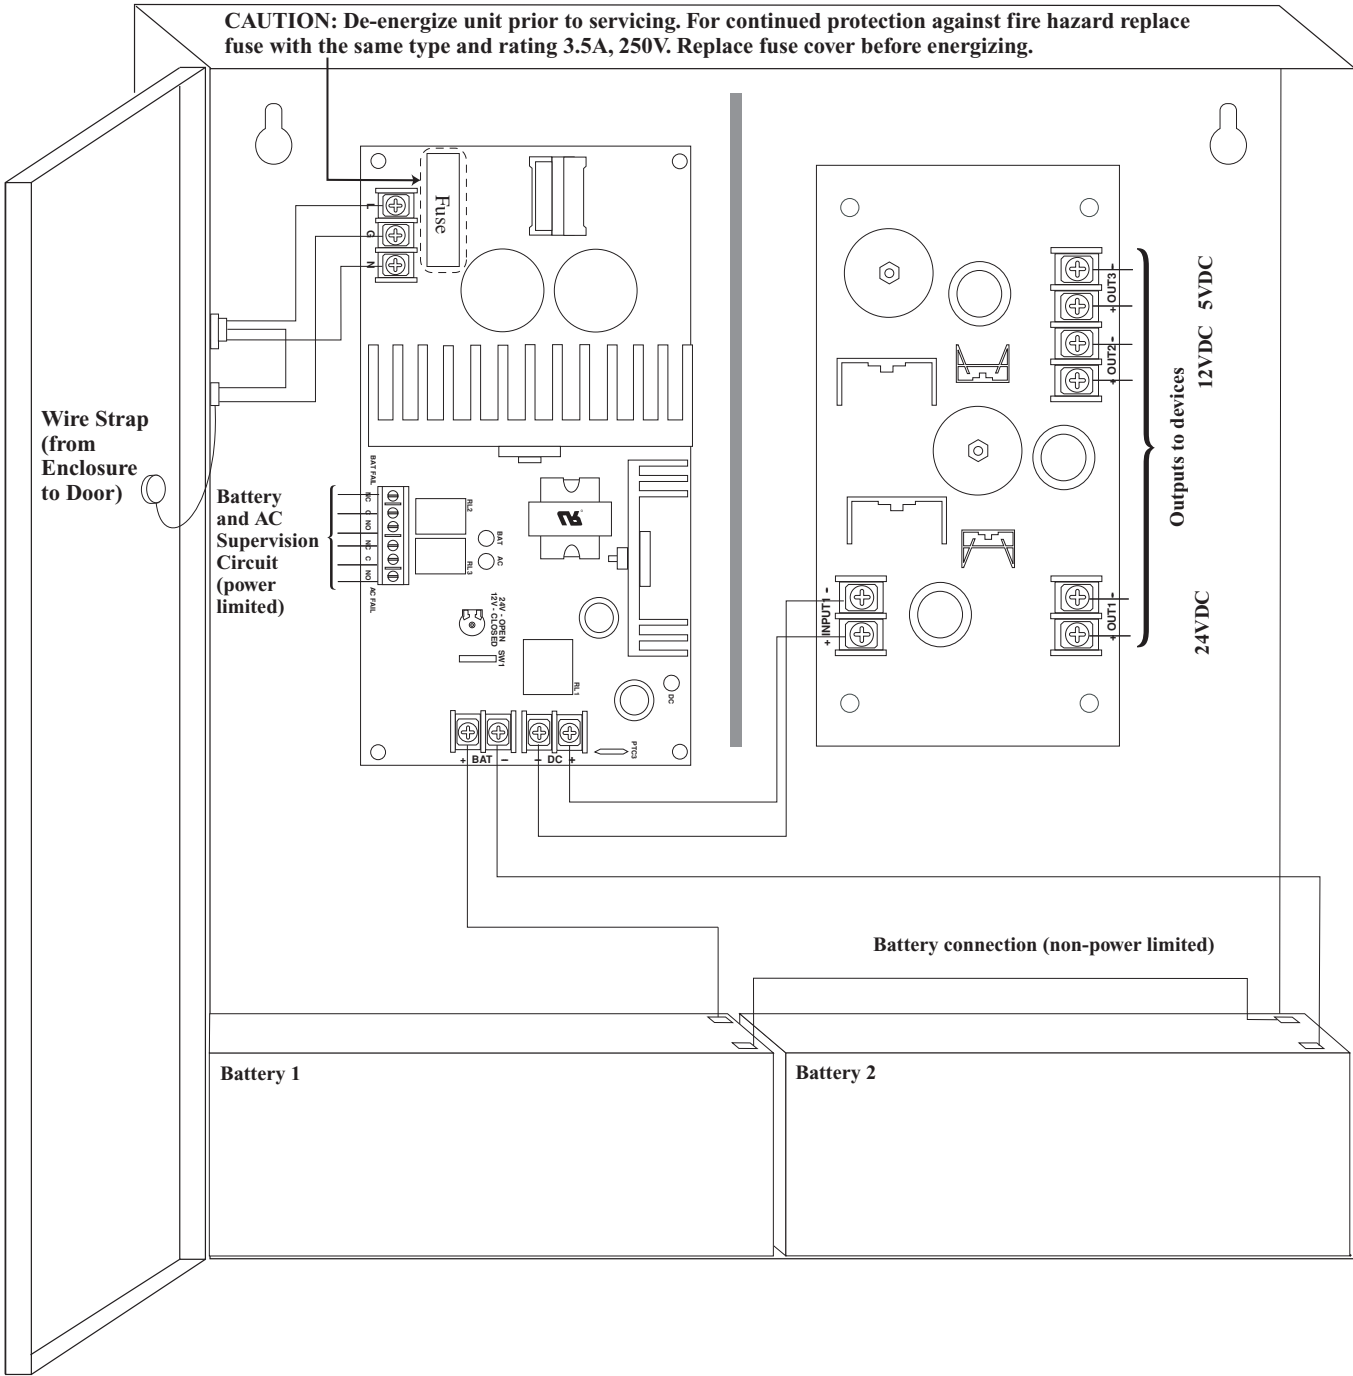 CAUTION: De-energize unit prior to servicing. For continued protection against fire hazard replace
fuse with the same type and rating 3.5A, 250V. Replace fuse cover before energizing.
L
G
N
Fuse
Wire Strap
(from
Enclosure
to Door)
Battery
and AC
Supervision
Circuit
(power
limited)
BAT FAIL
NC
C
NO
NC
C
NO
AC FAIL
RL2
RL3
BAT
AC
24V - OPEN
12V - CLOSED
SW1
RL1
DC
PTC3
+ BAT –
– DC +
+ INPUT1 -
+ OUT3 -
+ OUT2 -
+ OUT1 -
5VDC
12VDC
24VDC
Outputs to devices
Battery connection (non-power limited)
Battery 1
Battery 2